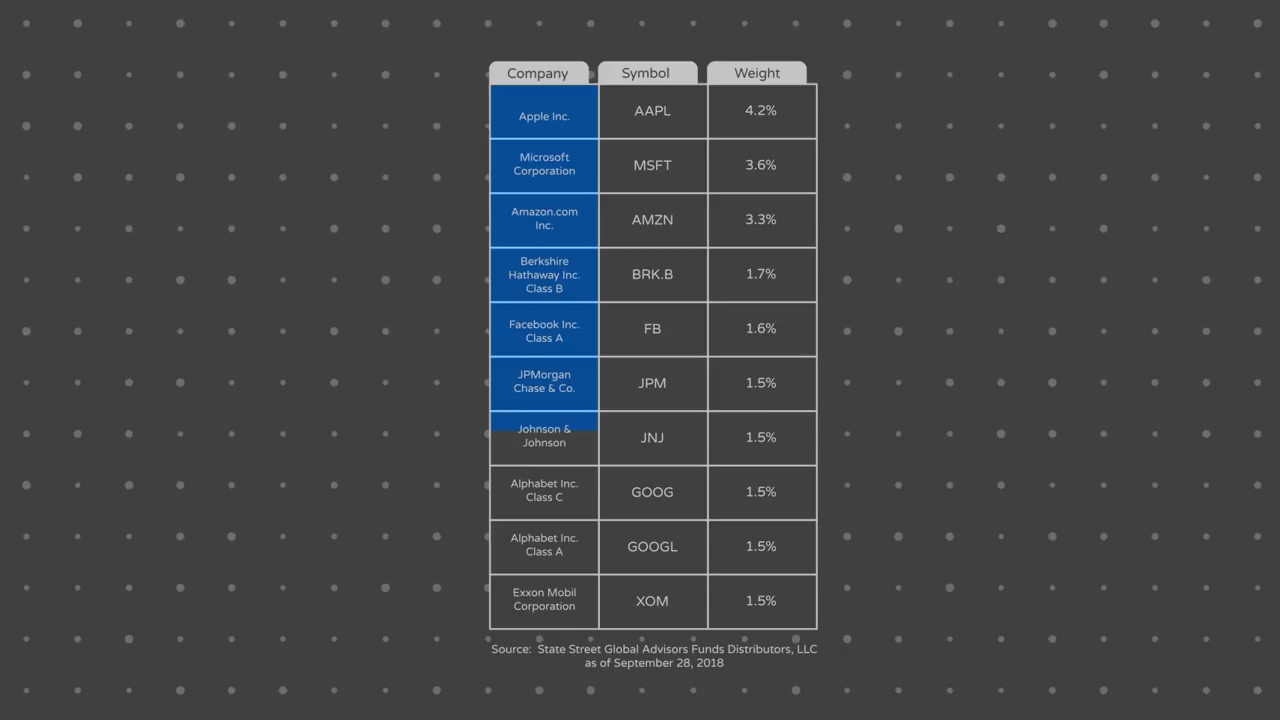 Company Symbol Weight
Apple Inc. AAPL 4.2%
Microsoft
Corporation MSFT 3.6%
Amazon.com
Inc. AMZN 3.3%
Berkshire
Hathaway Inc.
Class B BRK.B 1.7%
Facebook Inc.
Class A FB 1.6%
JPMorgan
Chase & Co. JPM 1.5%
Johnson &
Johnson JNJ 1.5%
Alphabet Inc.
Class C GOOG 1.5%
Alphabet Inc.
Class A GOOGL 1.5%
Exxon Mobil
Corporation XOM 1.5%
Source: State Street Global Advisors Funds Distributors, LLC
as of September 28, 2018